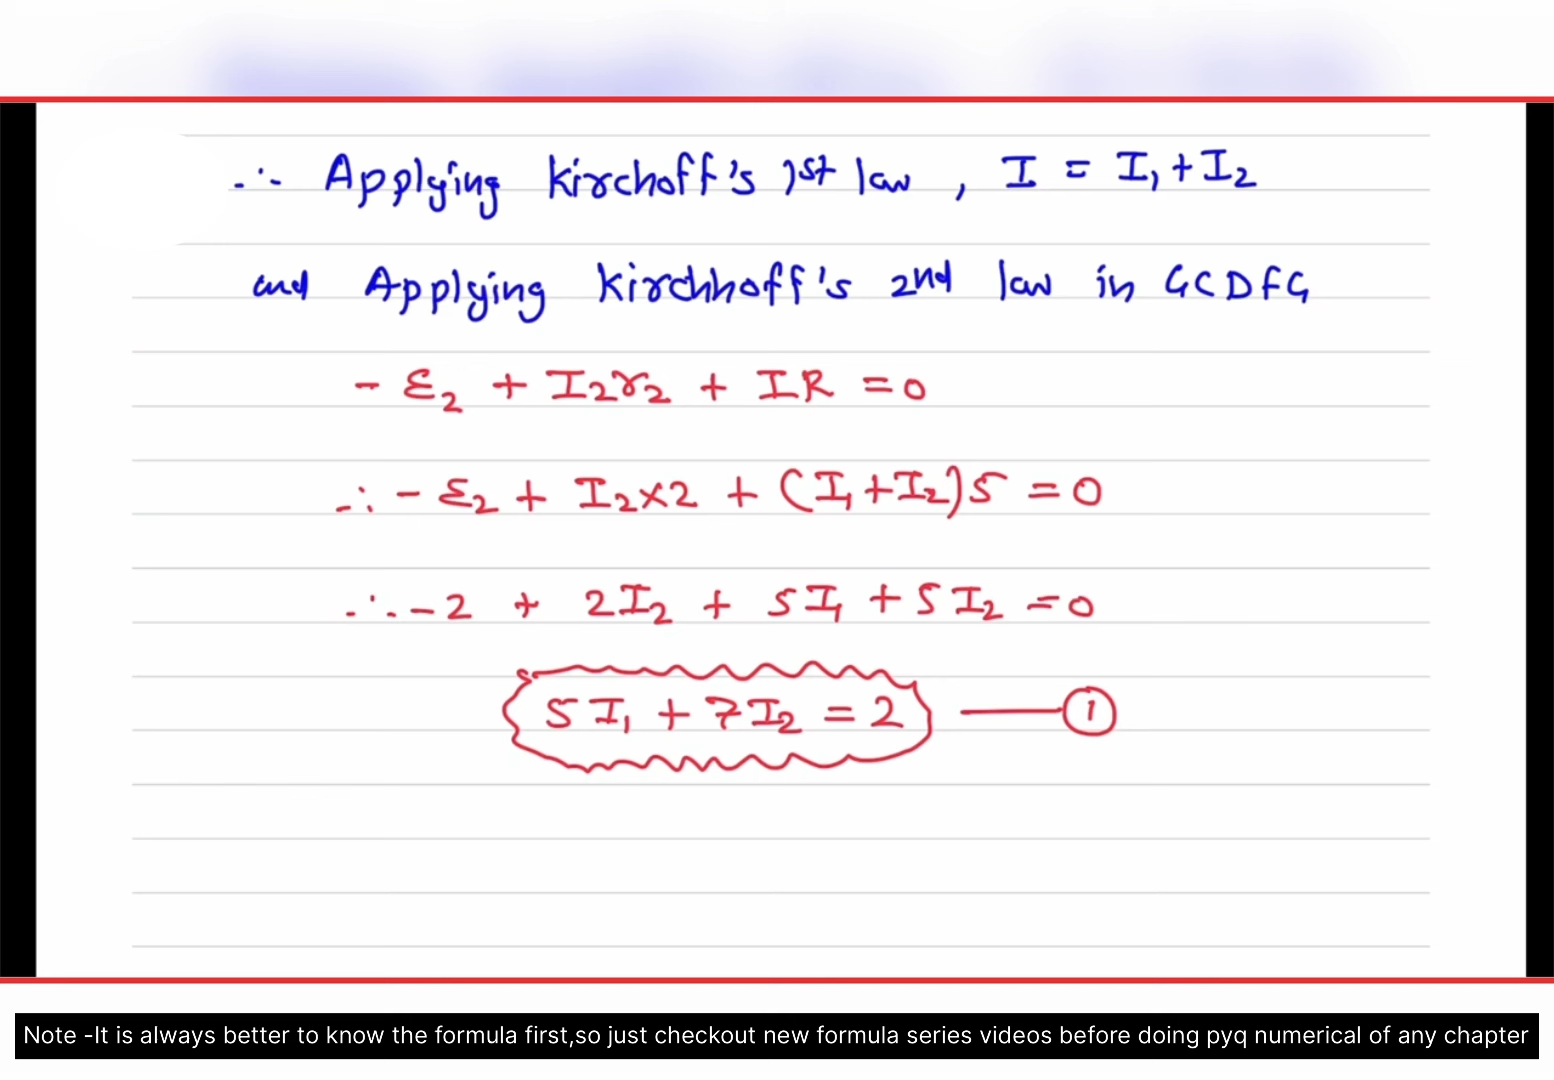 ∴ Applying Kirchoff's 1st law , I = I₁ + I₂
and Applying Kirchhoff's 2nd law in GCDFG
- ε₂ + I₂r₂ + IR = 0
∴ - ε₂ + I₂×2 + (I₁+I₂)5 = 0
∴ -2 + 2I₂ + 5I₁ + 5I₂ = 0
5I₁ + 7I₂ = 2 —— ①
Note -It is always better to know the formula first,so just checkout new formula series videos before doing pyq numerical of any chapter